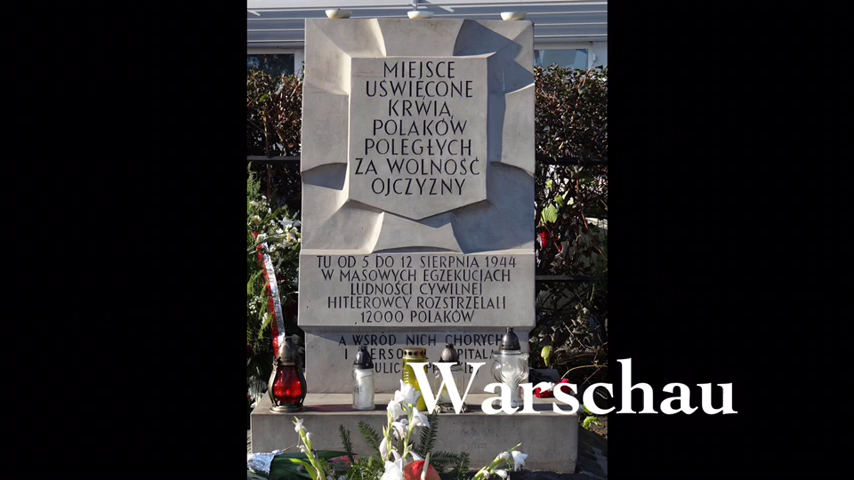 MIEJSCE
UŚWIĘCONE
KRWIĄ
POLAKÓW
POLEGŁYCH
ZA WOLNOŚĆ
OJCZYZNY
TU OD 5 DO 12 SIERPNIA 1944
W MASOWYCH EGZEKUCJACH
LUDNOŚCI CYWILNEJ
HITLEROWCY ROZSTRZELALI
12000 POLAKÓW
A WŚRÓD NICH CHORYCH
I
Warschau